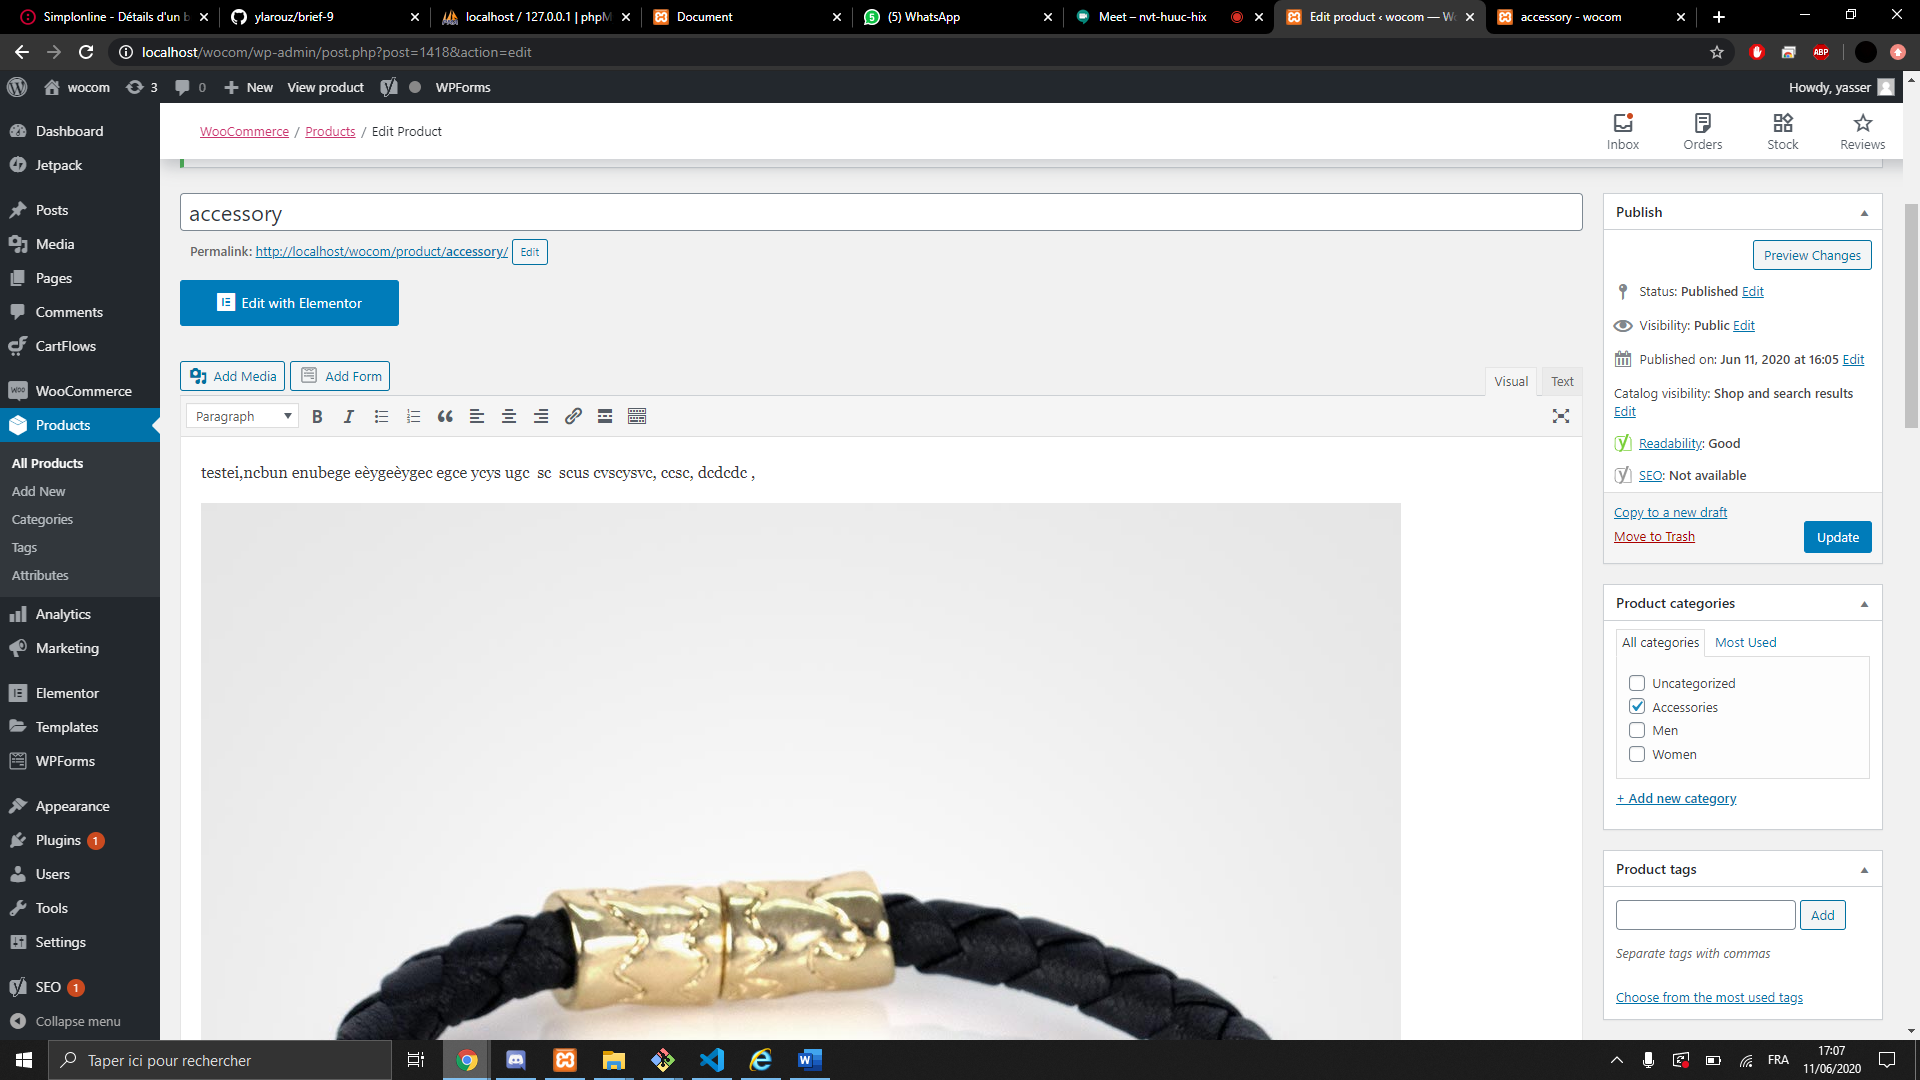 Simplonline - Détails d'un b
ylarouz/brief-9
localhost / 127.0.0.1 | phpM
Document
(5) WhatsApp
Meet – nvt-huuc-hix
Edit product ‹ wocom — Wo
accessory - wocom
localhost/wocom/wp-admin/post.php?post=1418&action=edit
ABP
wocom
3
0
New
View product
WPForms
Howdy, yasser
WooCommerce / Products / Edit Product
Inbox
Orders
Stock
Reviews
Dashboard
Jetpack
Posts
Media
Pages
Comments
CartFlows
WooCommerce
Products
All Products
Add New
Categories
Tags
Attributes
Analytics
Marketing
Elementor
Templates
WPForms
Appearance
Plugins 1
Users
Tools
Settings
SEO 1
Collapse menu
accessory
Permalink: http://localhost/wocom/product/accessory/ Edit
Edit with Elementor
Add Media
Add Form
Visual
Text
Paragraph
testei,ncbun enubege eèygeèygec egce ycys ugc sc scus cvscysvc, ccsc, dcdcdc ,
Publish
Preview Changes
Status: Published Edit
Visibility: Public Edit
Published on: Jun 11, 2020 at 16:05 Edit
Catalog visibility: Shop and search results
Edit
Readability: Good
SEO: Not available
Copy to a new draft
Move to Trash
Update
Product categories
All categories
Most Used
Uncategorized
Accessories
Men
Women
+ Add new category
Product tags
Add
Separate tags with commas
Choose from the most used tags
Taper ici pour rechercher
FRA
17:07
11/06/2020